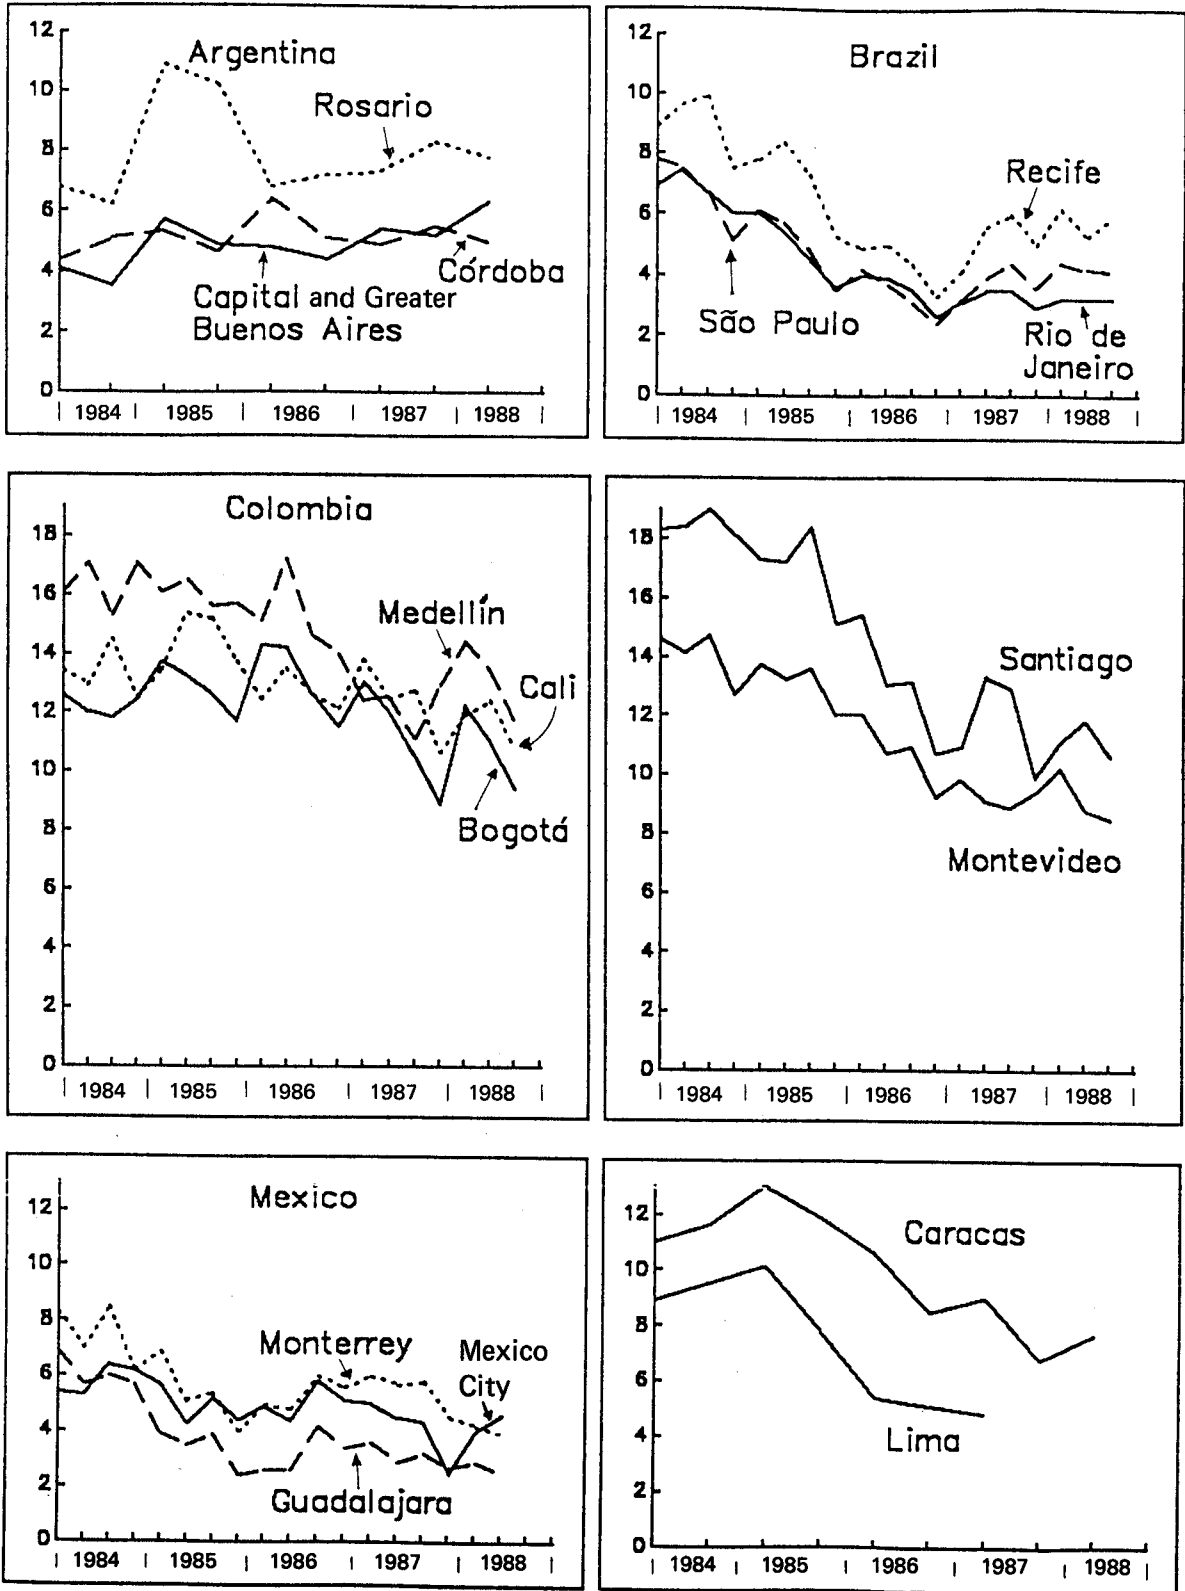 Argentina
12
10
8
6
4
2
0
Rosario
Córdoba
Capital and Greater
Buenos Aires
| 1984 | 1985 | 1986 | 1987 | 1988 |
Brazil
12
10
8
6
4
2
0
Recife
São Paulo
Rio de
Janeiro
| 1984 | 1985 | 1986 | 1987 | 1988 |
Colombia
18
16
14
12
10
8
6
4
2
0
Medellín
Cali
Bogotá
| 1984 | 1985 | 1986 | 1987 | 1988 |
18
16
14
12
10
8
6
4
2
0
Santiago
Montevideo
| 1984 | 1985 | 1986 | 1987 | 1988 |
Mexico
12
10
8
6
4
2
0
Monterrey
Mexico
City
Guadalajara
| 1984 | 1985 | 1986 | 1987 | 1988 |
12
10
8
6
4
2
0
Caracas
Lima
| 1984 | 1985 | 1986 | 1987 | 1988 |